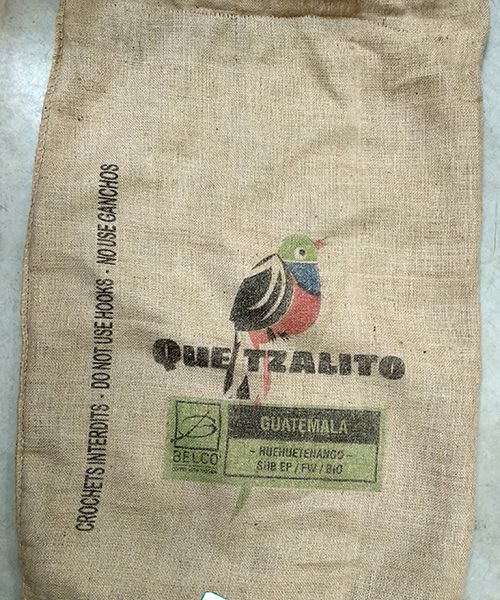 CROCHETS INTERDITS - DO NOT USE HOOKS - NO USE GANCHOS
QUETZALITO
BELCO
GUATEMALA
- HUEHUETENANGO -
SHB EP / FW / BIO